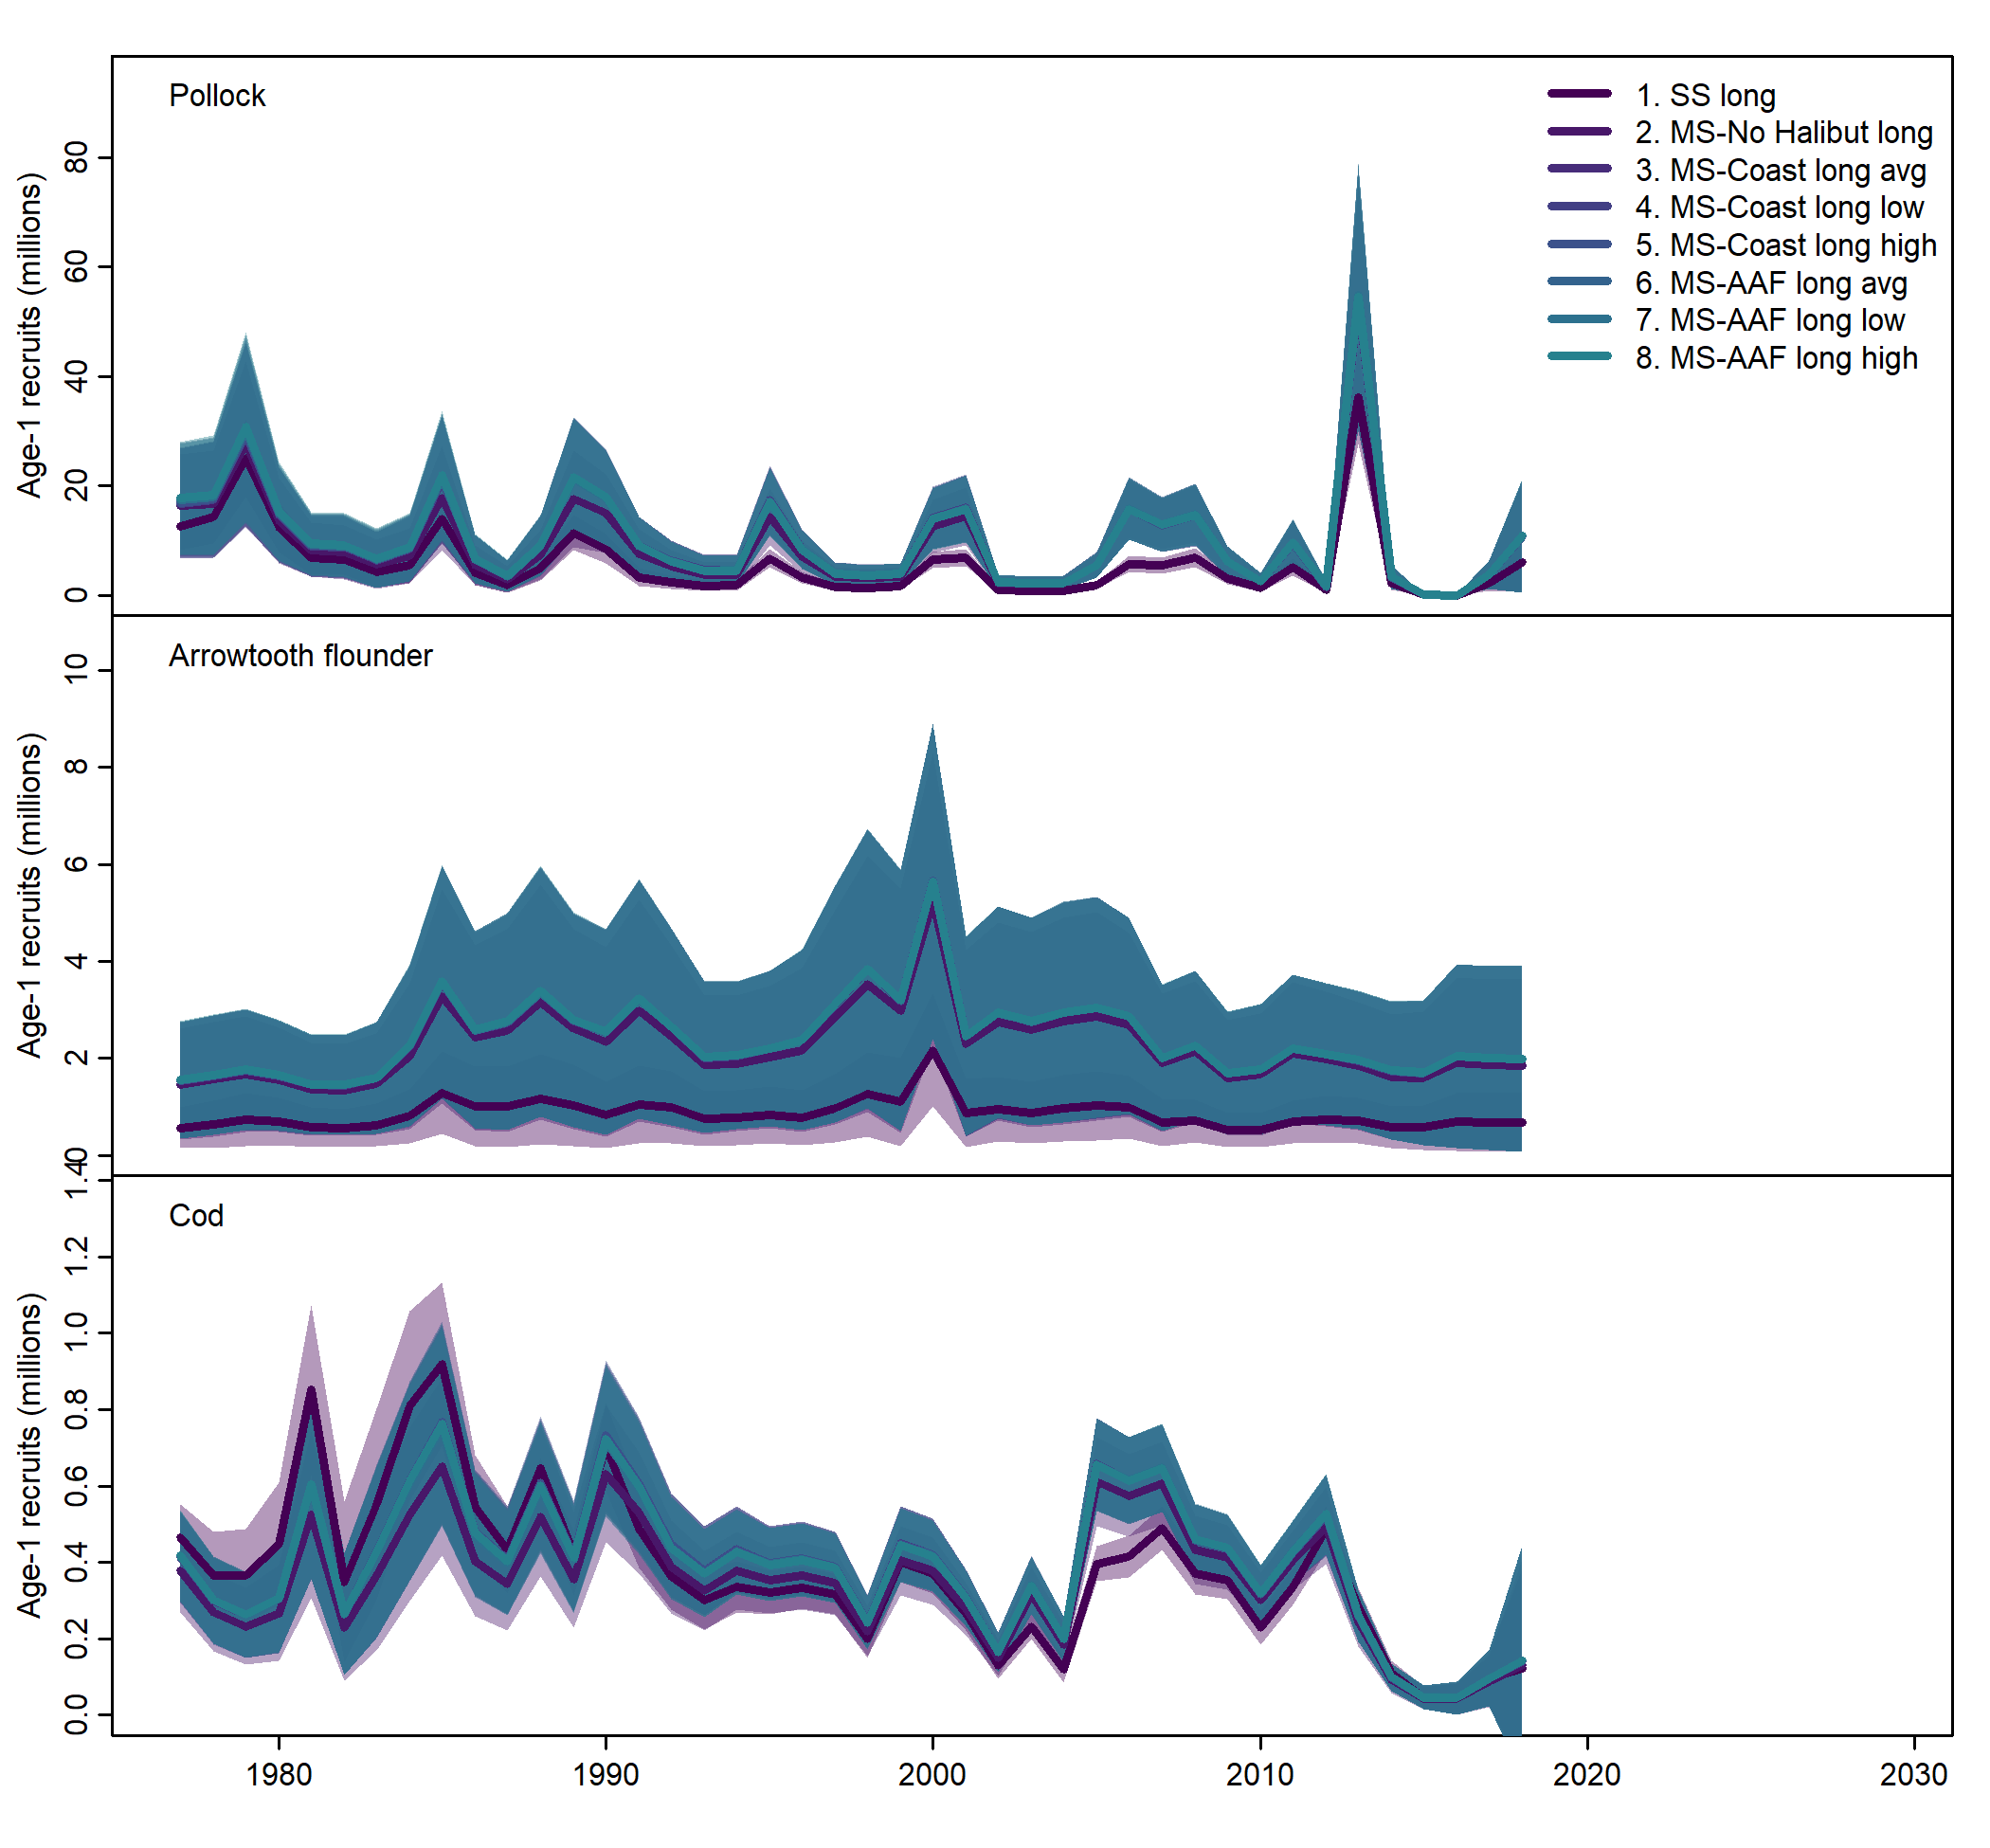 Pollock
1. SS long
2. MS-No Halibut long
3. MS-Coast long avg
4. MS-Coast long low
5. MS-Coast long high
6. MS-AAF long avg
7. MS-AAF long low
8. MS-AAF long high
Age-1 recruits (millions)
80
60
40
20
0
Arrowtooth flounder
Age-1 recruits (millions)
10
8
6
4
2
0
Cod
Age-1 recruits (millions)
1.4
1.2
1.0
0.8
0.6
0.4
0.2
0.0
1980 1990 2000 2010 2020 2030